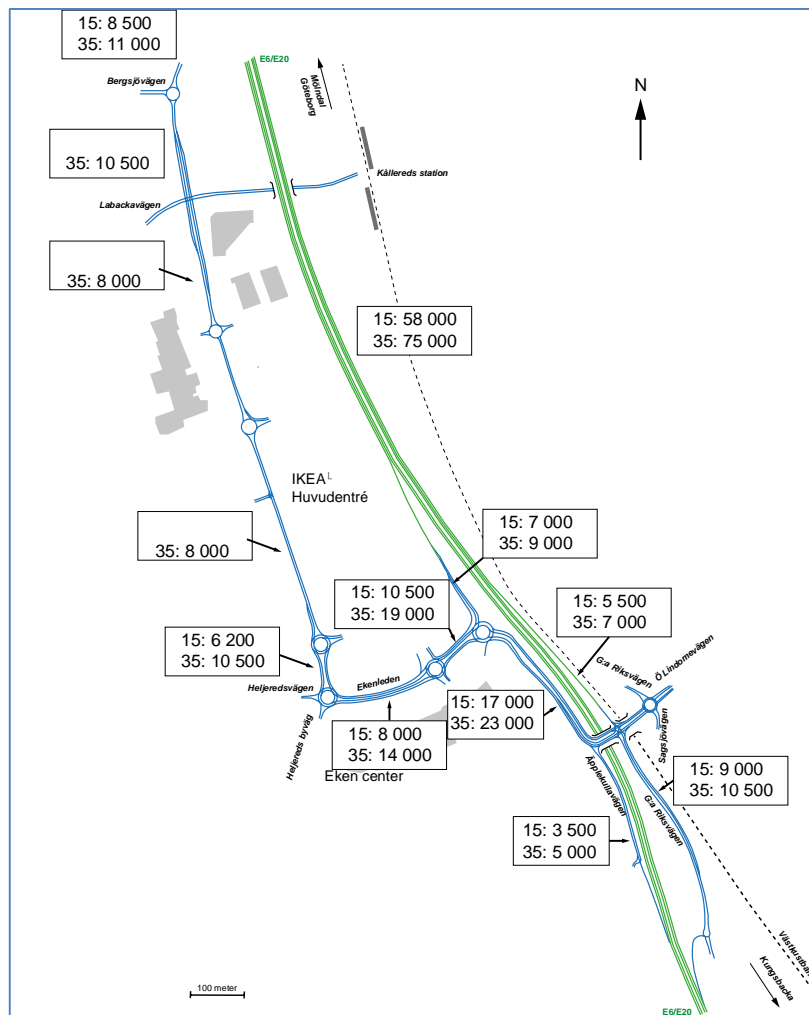 15: 8 500
35: 11 000
E6/E20
Mölndal
Göteborg
Bergsjövägen
N
35: 10 500
Kållereds station
Labackavägen
35: 8 000
15: 58 000
35: 75 000
IKEA L
Huvudentré
15: 7 000
35: 9 000
35: 8 000
15: 10 500
35: 19 000
15: 5 500
35: 7 000
15: 6 200
35: 10 500
G:a Riksvägen
Ö Lindomevägen
Ekenleden
Heljeredsvägen
15: 17 000
35: 23 000
Sagsjövägen
Heljereds byväg
15: 8 000
35: 14 000
Eken center
15: 9 000
35: 10 500
Äpplekullavägen
G:a Riksvägen
15: 3 500
35: 5 000
Kungsbacka
100 meter
E6/E20